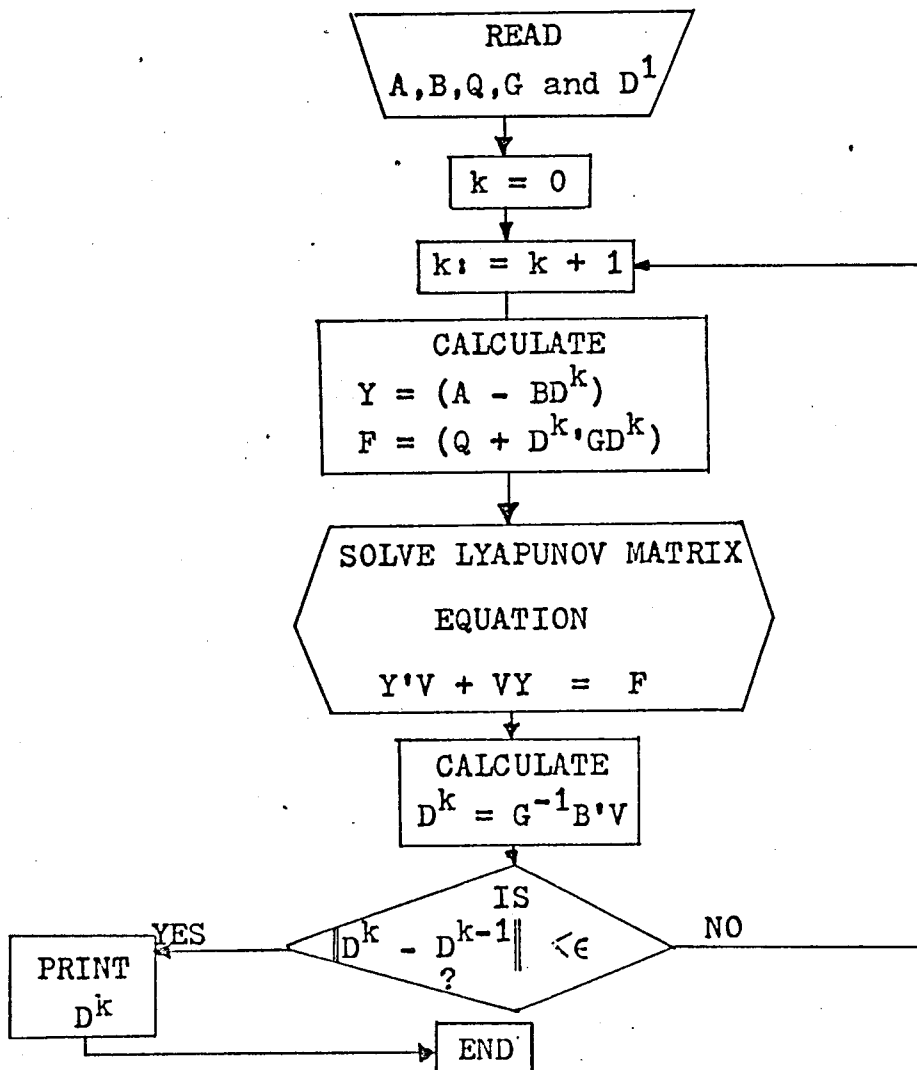 READ
A,B,Q,G and D¹
k = 0
k: = k + 1
CALCULATE
Y = (A - BDᵏ)
F = (Q + Dᵏ'GDᵏ)
SOLVE LYAPUNOV MATRIX
EQUATION
Y'V + VY = F
CALCULATE
Dᵏ = G⁻¹B'V
IS
‖Dᵏ - Dᵏ⁻¹‖ <ϵ
?
YES
NO
PRINT
Dᵏ
END